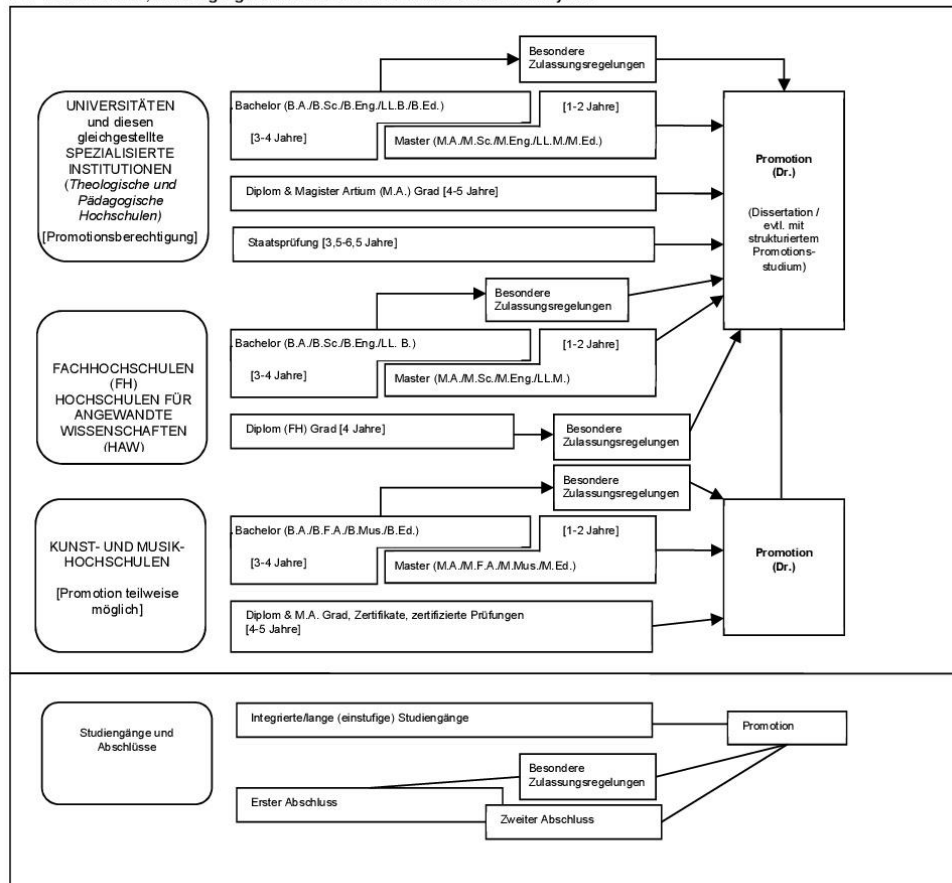 Besondere
Zulassungsregelungen
UNIVERSITÄTEN
und diesen
gleichgestellte
SPEZIALISIERTE
INSTITUTIONEN
(Theologische und
Pädagogische
Hochschulen)
[Promotionsberechtigung]
Bachelor (B.A./B.Sc./B.Eng./LL.B./B.Ed.)
[3-4 Jahre]
[1-2 Jahre]
Master (M.A./M.Sc./M.Eng./LL.M./M.Ed.)
Diplom & Magister Artium (M.A.) Grad [4-5 Jahre]
Staatsprüfung [3,5-6,5 Jahre]
Promotion
(Dr.)
(Dissertation /
evtl. mit
strukturiertem
Promotions-
studium)
Besondere
Zulassungsregelungen
FACHHOCHSCHULEN
(FH)
HOCHSCHULEN FÜR
ANGEWANDTE
WISSENSCHAFTEN
(HAW)
Bachelor (B.A./B.Sc./B.Eng./LL. B.)
[3-4 Jahre]
[1-2 Jahre]
Master (M.A./M.Sc./M.Eng./LL.M.)
Diplom (FH) Grad [4 Jahre]
Besondere
Zulassungsregelungen
Besondere
Zulassungsregelungen
KUNST- UND MUSIK-
HOCHSCHULEN
[Promotion teilweise
möglich]
Bachelor (B.A./B.F.A./B.Mus./B.Ed.)
[3-4 Jahre]
[1-2 Jahre]
Master (M.A./M.F.A./M.Mus./M.Ed.)
Diplom & M.A. Grad, Zertifikate, zertifizierte Prüfungen
[4-5 Jahre]
Promotion
(Dr.)
Studiengänge und
Abschlüsse
Integrierte/lange (einstufige) Studiengänge
Promotion
Besondere
Zulassungsregelungen
Erster Abschluss
Zweiter Abschluss